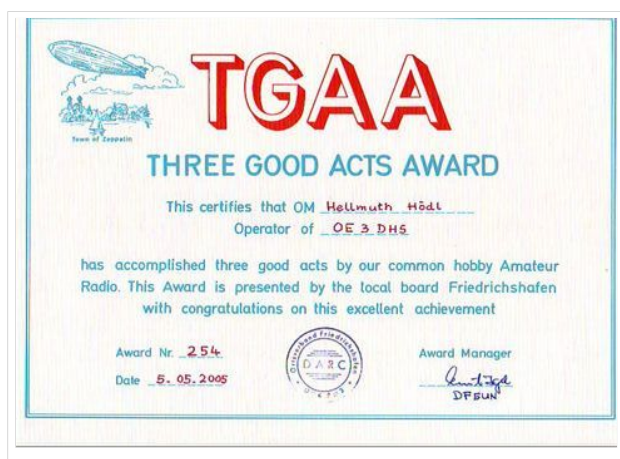 TGAA
Town of Zeppelin
THREE GOOD ACTS AWARD
This certifies that OM Hellmuth Hödl
Operator of OE 3 DHS
has accomplished three good acts by our common hobby Amateur
Radio. This Award is presented by the local board Friedrichshafen
with congratulations on this excellent achievement
Award Nr. 254
Date 5. 05. 2005
Ortsverband Friedrichshafen
DARC
Award Manager